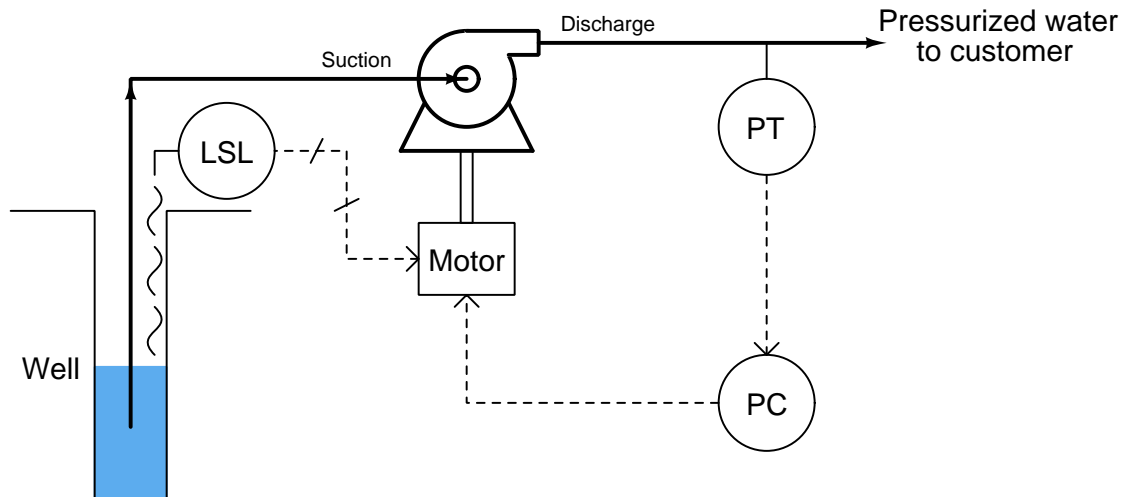 Suction
Discharge
Pressurized water
to customer
LSL
PT
Motor
Well
PC